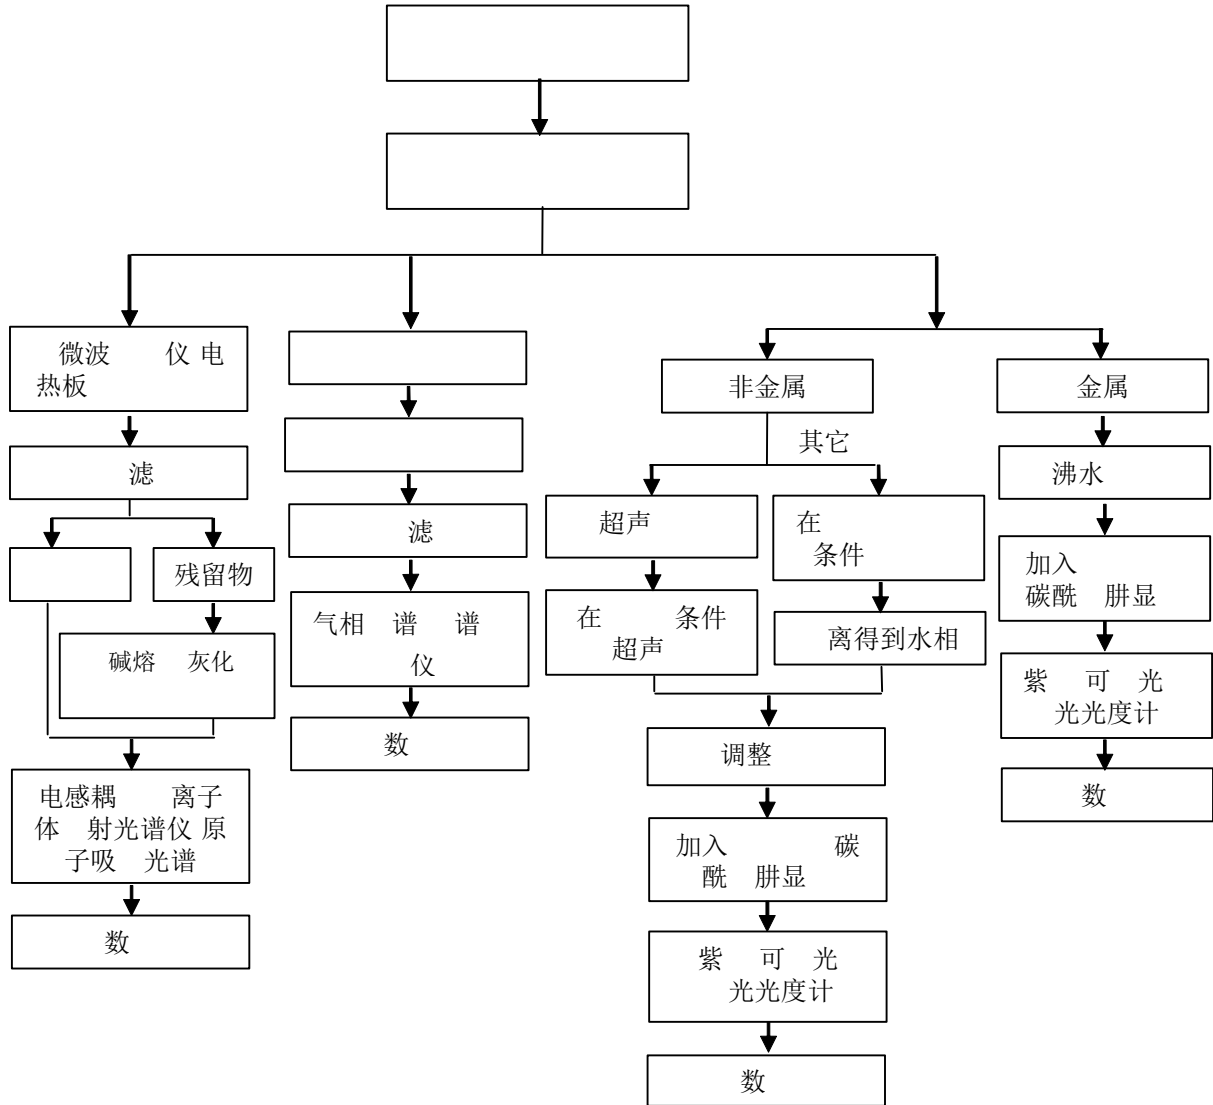 微波 仪 电
热板
滤
残留物
碱熔 灰化
电感耦 离子
体 射光谱仪 原
子吸 光谱
数
滤
气相 谱 谱
仪
数
非金属
其它
超声
在 条件
超声
在
条件
离得到水相
调整
加入 碳
酰 肼显
紫 可 光
光光度计
数
金属
沸水
加入
碳酰 肼显
紫 可 光
光光度计
数